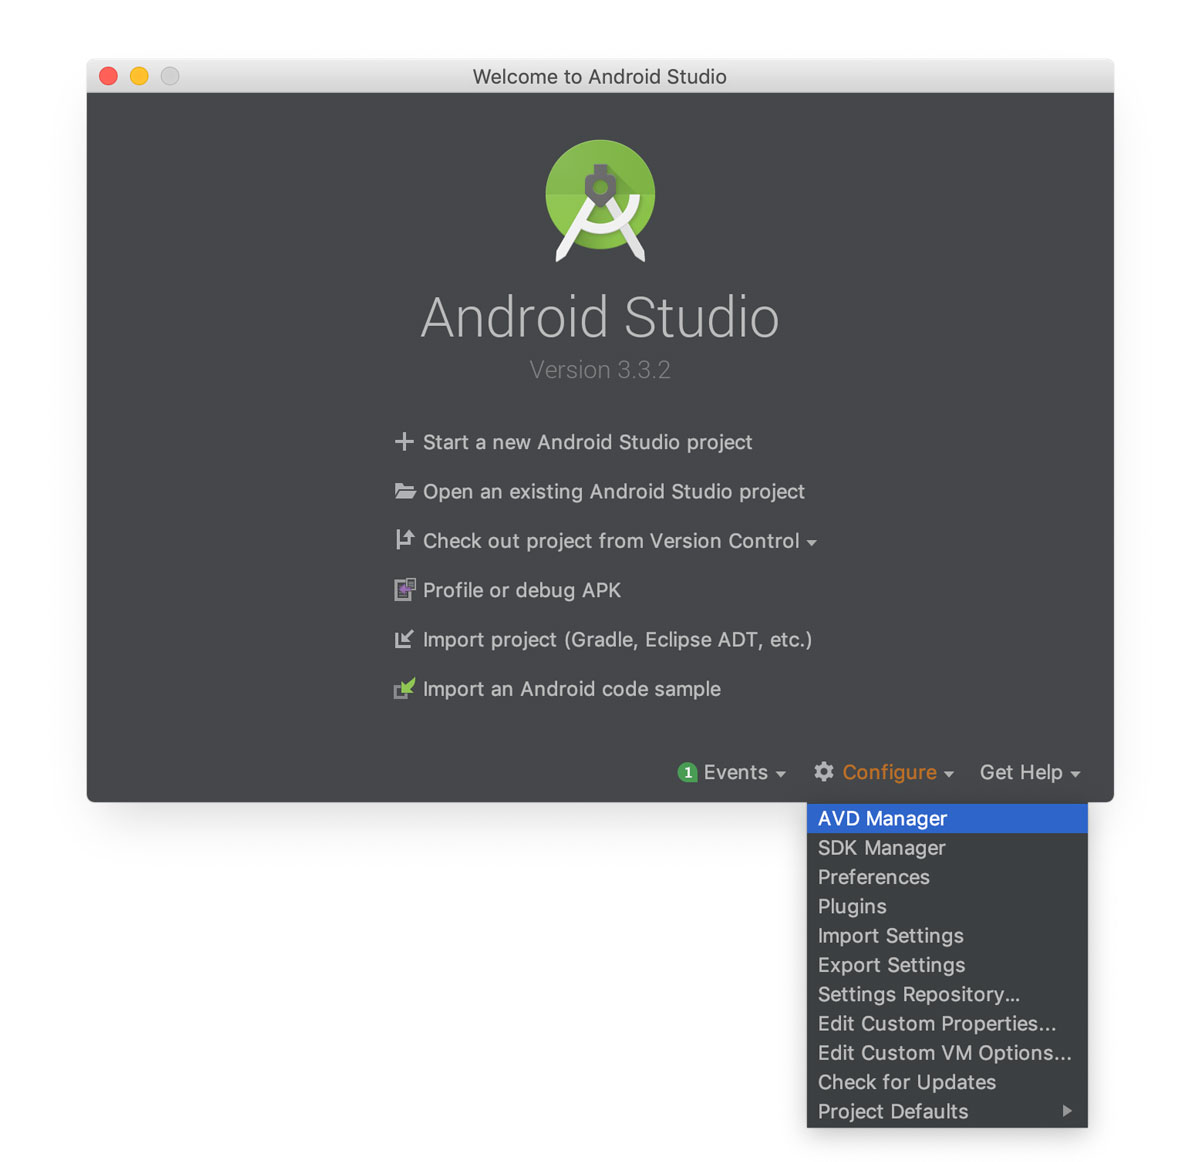 Welcome to Android Studio
Android Studio
Version 3.3.2
Start a new Android Studio project
Open an existing Android Studio project
Check out project from Version Control
Profile or debug APK
Import project (Gradle, Eclipse ADT, etc.)
Import an Android code sample
1 Events Configure Get Help
AVD Manager
SDK Manager
Preferences
Plugins
Import Settings
Export Settings
Settings Repository...
Edit Custom Properties...
Edit Custom VM Options...
Check for Updates
Project Defaults